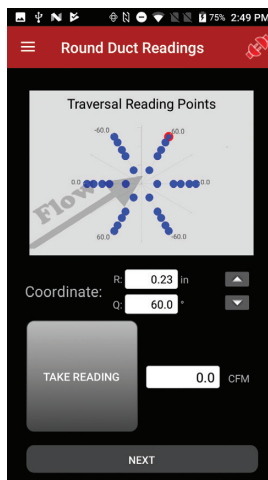 75% 2:49 PM
Round Duct Readings
Traversal Reading Points
-60.0 60.0
0.0 0.0
Flow
60.0 -60.0
Coordinate:
R: 0.23 in
Q: 60.0 °
TAKE READING
0.0 CFM
NEXT